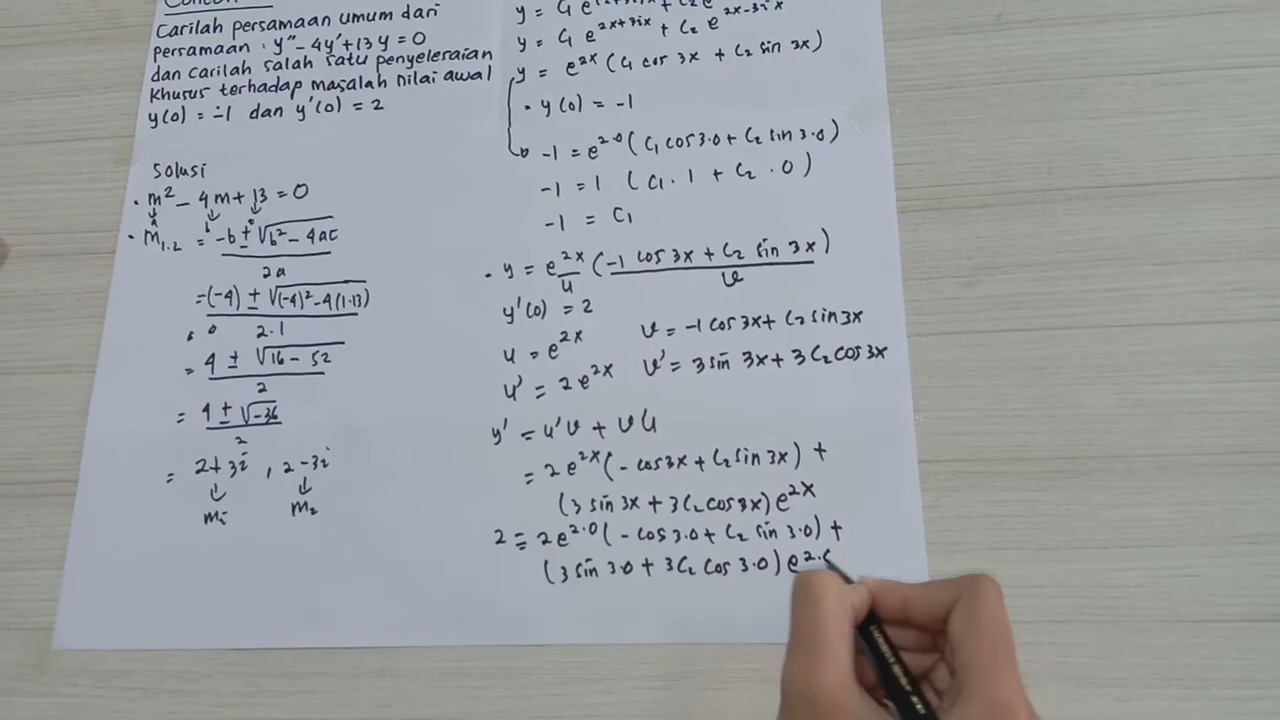 Carilah persamaan umum dari
persamaan : y'' - 4y' + 13 y = 0
dan carilah salah satu penyeleraian
khusus terhadap masalah nilai awal
y(0) = -1 dan y'(0) = 2
Solusi
• m² - 4m + 13 = 0
a b c
• m₁.₂ = -b ± √b² - 4ac
2a
= (-4) ± √(-4)² - 4(1.13)
2.1
= 4 ± √16 - 52
2
= 4 ± √-36
2
= 2 + 3i , 2 - 3i
m₁ m₂
y = C₁ e^2x+3ix + C₂ e^2x-3ix
y = e^2x (C₁ cos 3x + C₂ sin 3x)
• y(0) = -1
-1 = e^2.0 (C₁ cos 3.0 + C₂ sin 3.0)
-1 = 1 (C₁ . 1 + C₂ . 0)
-1 = C₁
• y = e^2x (-1 cos 3x + C₂ sin 3x)
u v
y'(0) = 2
u = e^2x v = -1 cos 3x + C₂ sin 3x
u' = 2e^2x v' = 3 sin 3x + 3C₂ cos 3x
y' = u'v + vu
= 2e^2x (- cos 3x + C₂ sin 3x) +
(3 sin 3x + 3C₂ cos 3x) e^2x
2 = 2e^2.0 (- cos 3.0 + C₂ sin 3.0) +
(3 sin 3.0 + 3C₂ cos 3.0) e^2.0